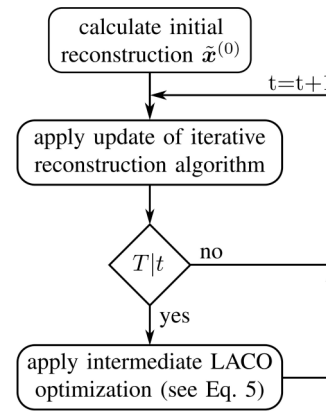 calculate initial
reconstruction x̃^(0)
t=t+1
apply update of iterative
reconstruction algorithm
T|t
no
yes
apply intermediate LACO
optimization (see Eq. 5)